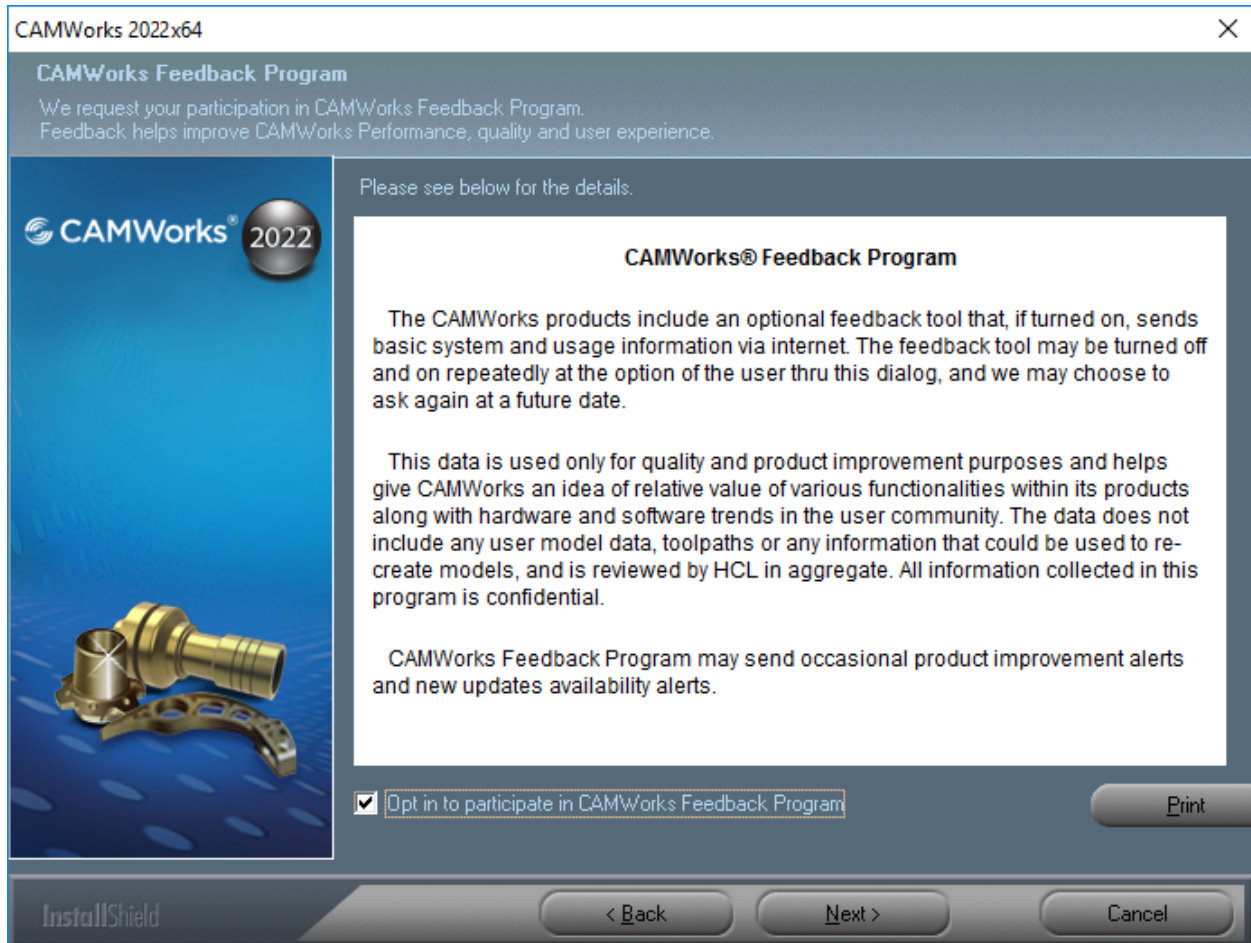 CAMWorks 2022x64
CAMWorks Feedback Program
We request your participation in CAMWorks Feedback Program.
Feedback helps improve CAMWorks Performance, quality and user experience.
CAMWorks® 2022
Please see below for the details.
CAMWorks® Feedback Program
The CAMWorks products include an optional feedback tool that, if turned on, sends
basic system and usage information via internet. The feedback tool may be turned off
and on repeatedly at the option of the user thru this dialog, and we may choose to
ask again at a future date.
This data is used only for quality and product improvement purposes and helps
give CAMWorks an idea of relative value of various functionalities within its products
along with hardware and software trends in the user community. The data does not
include any user model data, toolpaths or any information that could be used to re-
create models, and is reviewed by HCL in aggregate. All information collected in this
program is confidential.
CAMWorks Feedback Program may send occasional product improvement alerts
and new updates availability alerts.
Opt in to participate in CAMWorks Feedback Program
Print
InstallShield
< Back
Next >
Cancel